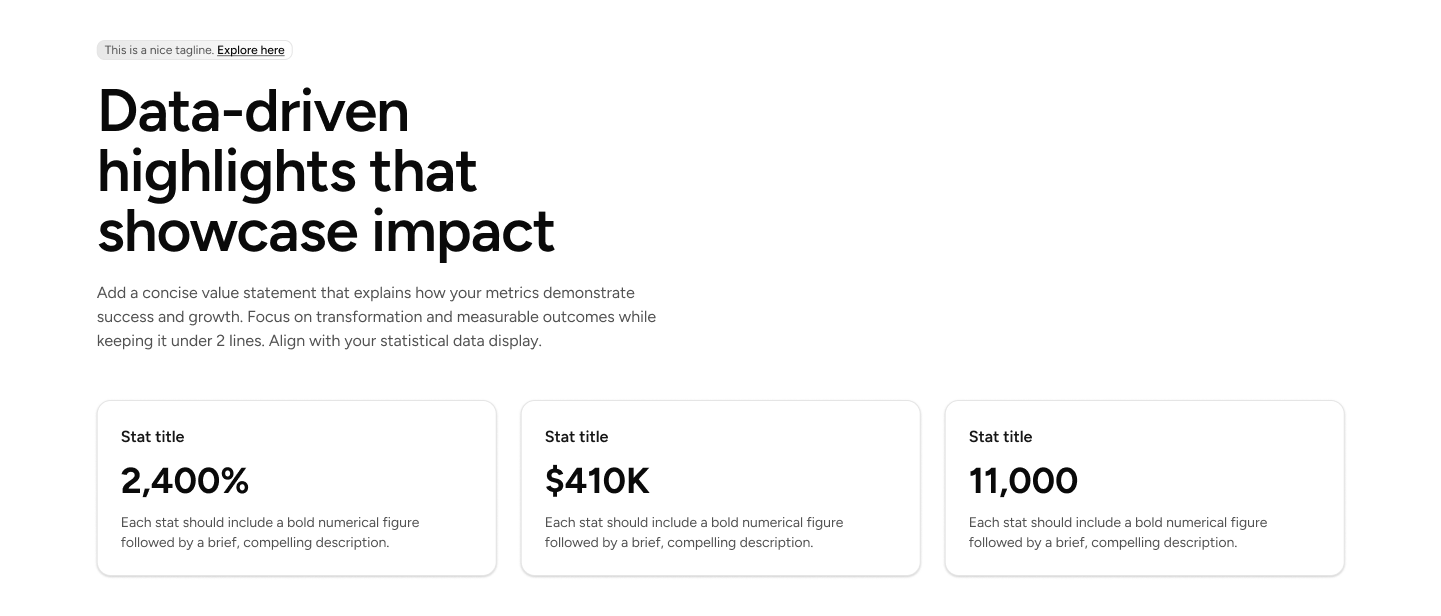 This is a nice tagline. Explore here
Data-driven
highlights that
showcase impact
Add a concise value statement that explains how your metrics demonstrate
success and growth. Focus on transformation and measurable outcomes while
keeping it under 2 lines. Align with your statistical data display.
Stat title
2,400%
Each stat should include a bold numerical figure
followed by a brief, compelling description.
Stat title
$410K
Each stat should include a bold numerical figure
followed by a brief, compelling description.
Stat title
11,000
Each stat should include a bold numerical figure
followed by a brief, compelling description.